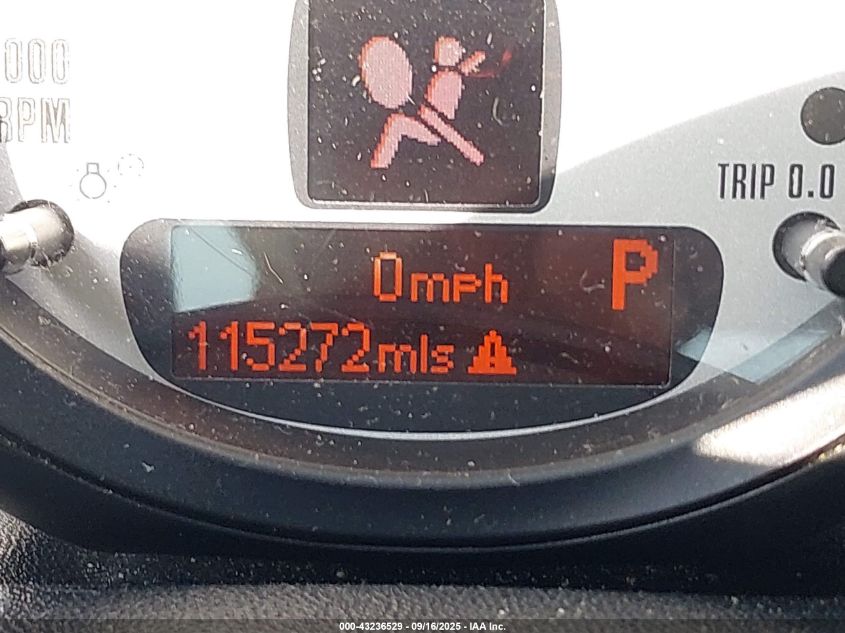 000
RPM
TRIP 0.0
0mph P
115272mls
000-43236529 - 09/16/2025 - IAA Inc.